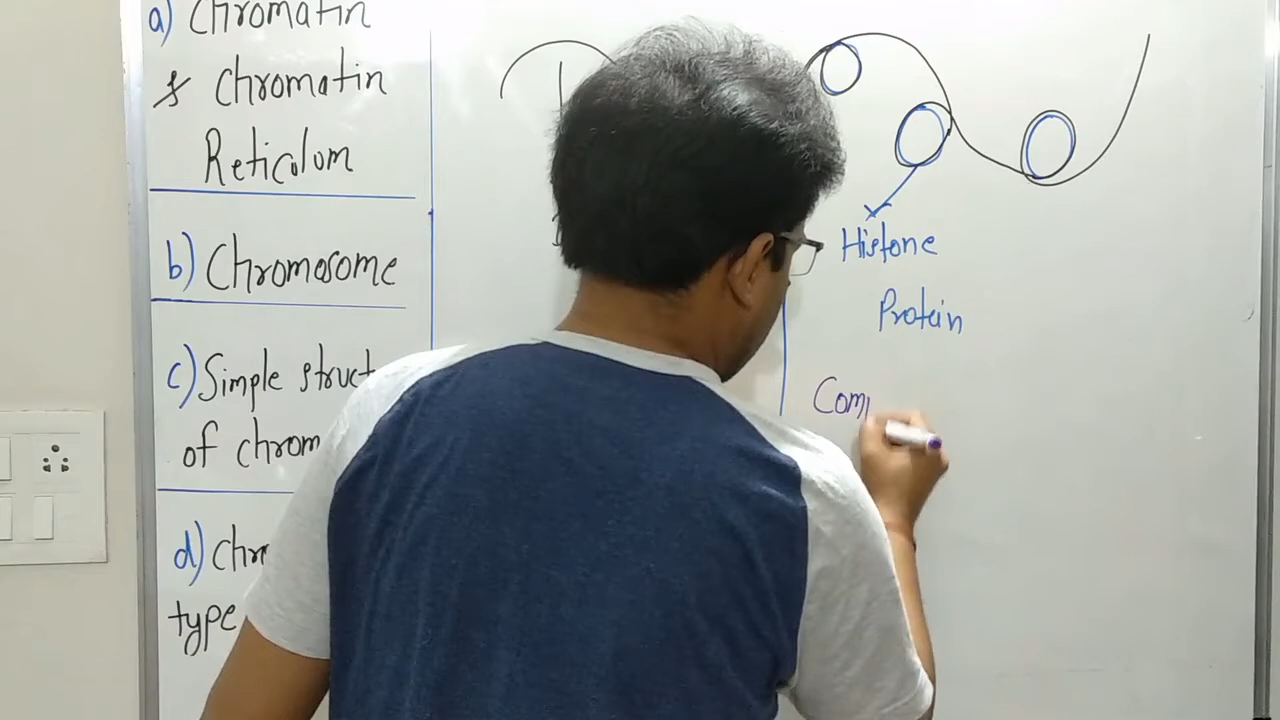 a) Chromatin
* Chromatin
Reticulum
b) Chromosome
c) Simple struct
of chrom
d) Chr
type
Histone
Protein
Com